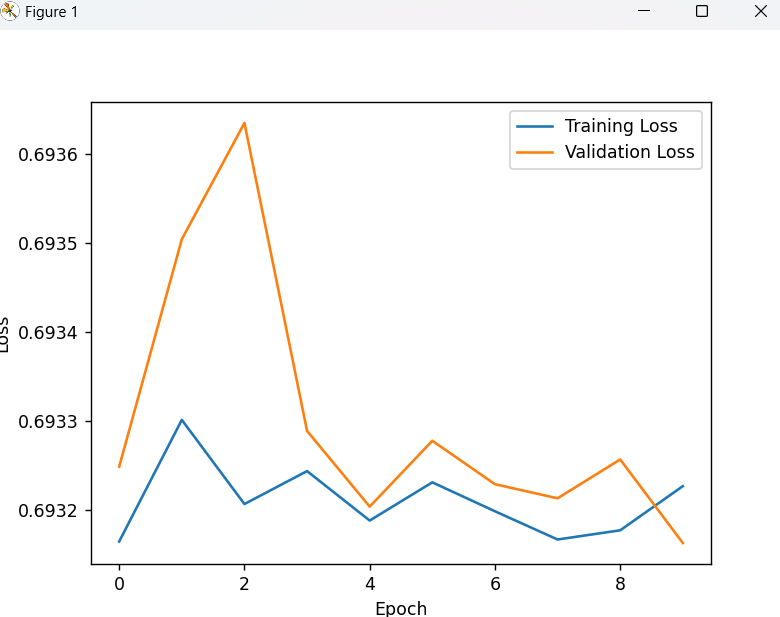 Figure 1
Training Loss
Validation Loss
0.6936
0.6935
0.6934
0.6933
0.6932
Loss
0 2 4 6 8
Epoch